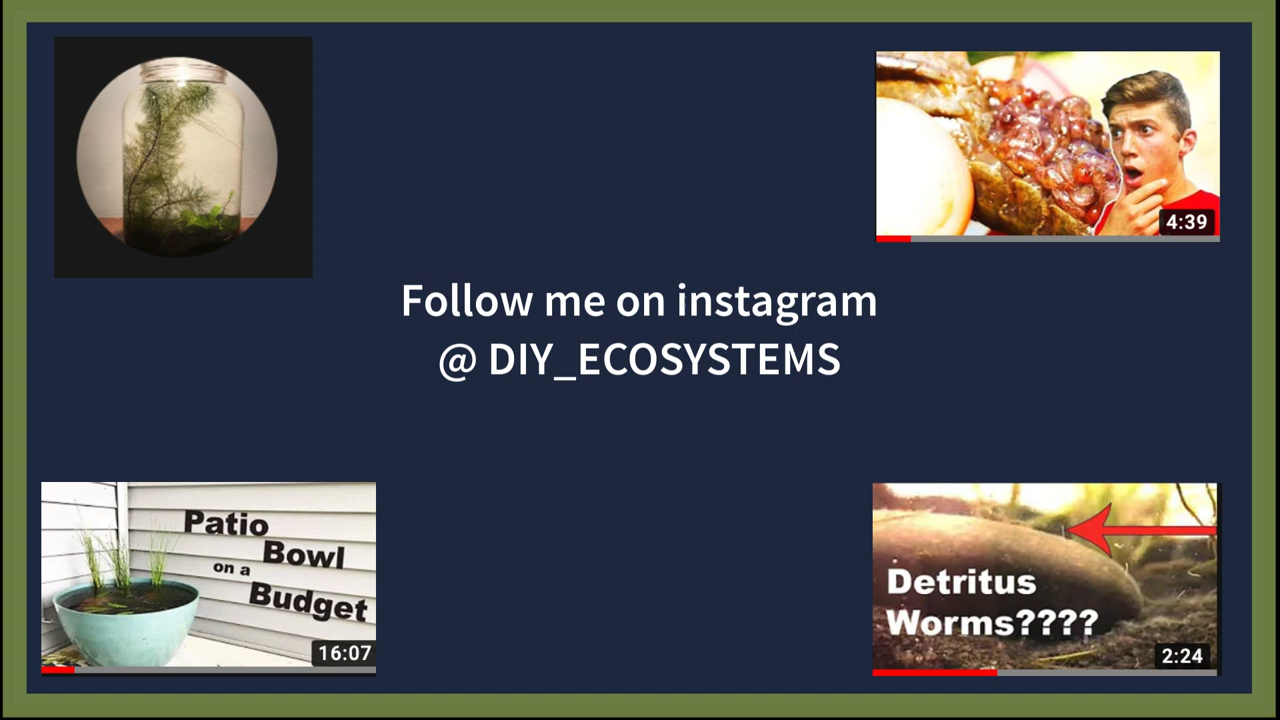 4:39
Follow me on instagram
@ DIY_ECOSYSTEMS
Patio
Bowl
on a
Budget
16:07
Detritus
Worms????
2:24